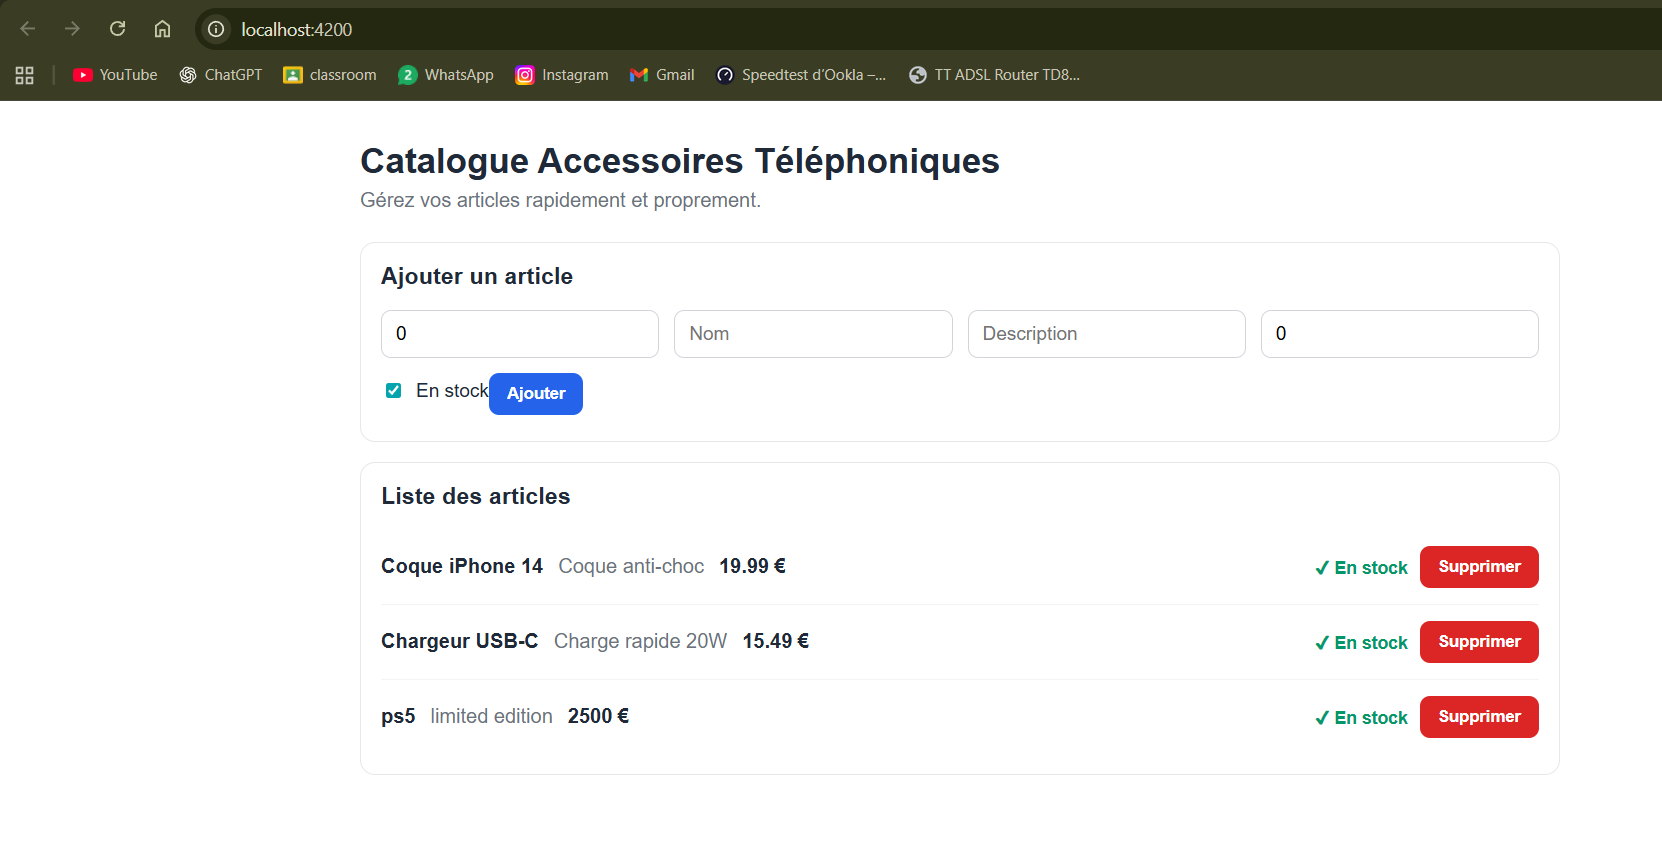 localhost:4200
YouTube ChatGPT classroom 2 WhatsApp Instagram Gmail Speedtest d'Ookla –... TT ADSL Router TD8...
Catalogue Accessoires Téléphoniques
Gérez vos articles rapidement et proprement.
Ajouter un article
0 Nom Description 0
En stock Ajouter
Liste des articles
Coque iPhone 14 Coque anti-choc 19.99 € ✓ En stock Supprimer
Chargeur USB-C Charge rapide 20W 15.49 € ✓ En stock Supprimer
ps5 limited edition 2500 € ✓ En stock Supprimer